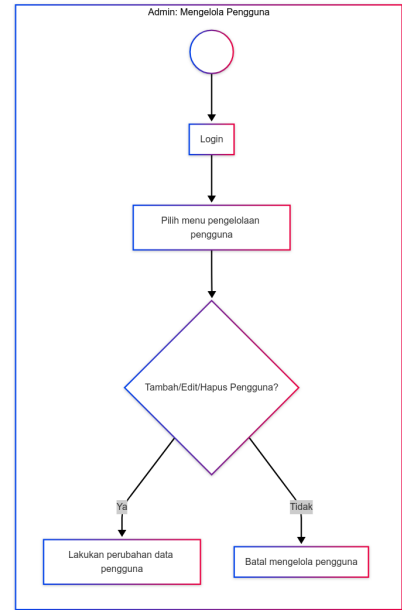 Admin: Mengelola Pengguna
Login
Pilih menu pengelolaan
pengguna
Tambah/Edit/Hapus Pengguna?
Ya
Tidak
Lakukan perubahan data
pengguna
Batal mengelola pengguna